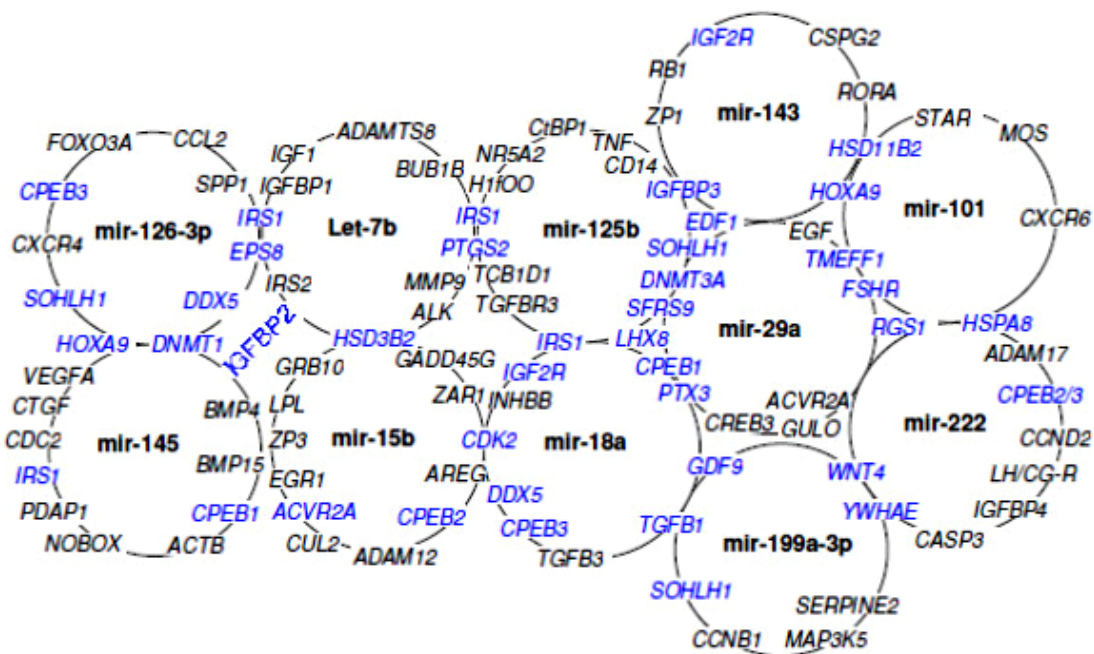 IGF2R
CSPG2
RB1
RORA
ZP1
mir-143
STAR
MOS
HSD11B2
HOXA9
mir-101
CXCR6
FOXO3A
CCL2
CPEB3
SPP1
CXCR4
mir-126-3p
SOHLH1
DDX5
HOXA9
DNMT1
IGF1
IGFBP1
ADAMTS8
BUB1B
IRS1
EPS8
Let-7b
IRS2
IGFBP2
HSD3B2
ALK
MMP9
NR5A2
H1fOO
CtBP1
TNF
CD14
IGFBP3
EDF1
IRS1
PTGS2
mir-125b
SOHLH1
TCB1D1
TGFBR3
DNMT3A
SFRS9
LHX8
CPEB1
PTX3
EGF
TMEFF1
FSHR
RGS1
HSPA8
mir-29a
CREB3
ACVR2A
GULO
VEGFA
CTGF
CDC2
mir-145
IRS1
PDAP1
NOBOX
ACTB
CPEB1
BMP15
BMP4
GRB10
LPL
ZP3
EGR1
mir-15b
ACVR2A
CUL2
ADAM12
CPEB2
AREG
CDK2
ZAR1
GADD45G
IRS1
IGF2R
INHBB
mir-18a
DDX5
CPEB3
TGFB3
TGFB1
GDF9
ADAM17
CPEB2/3
mir-222
CCND2
LH/CG-R
IGFBP4
CASP3
WNT4
YWHAE
mir-199a-3p
SOHLH1
CCNB1
MAP3K5
SERPINE2